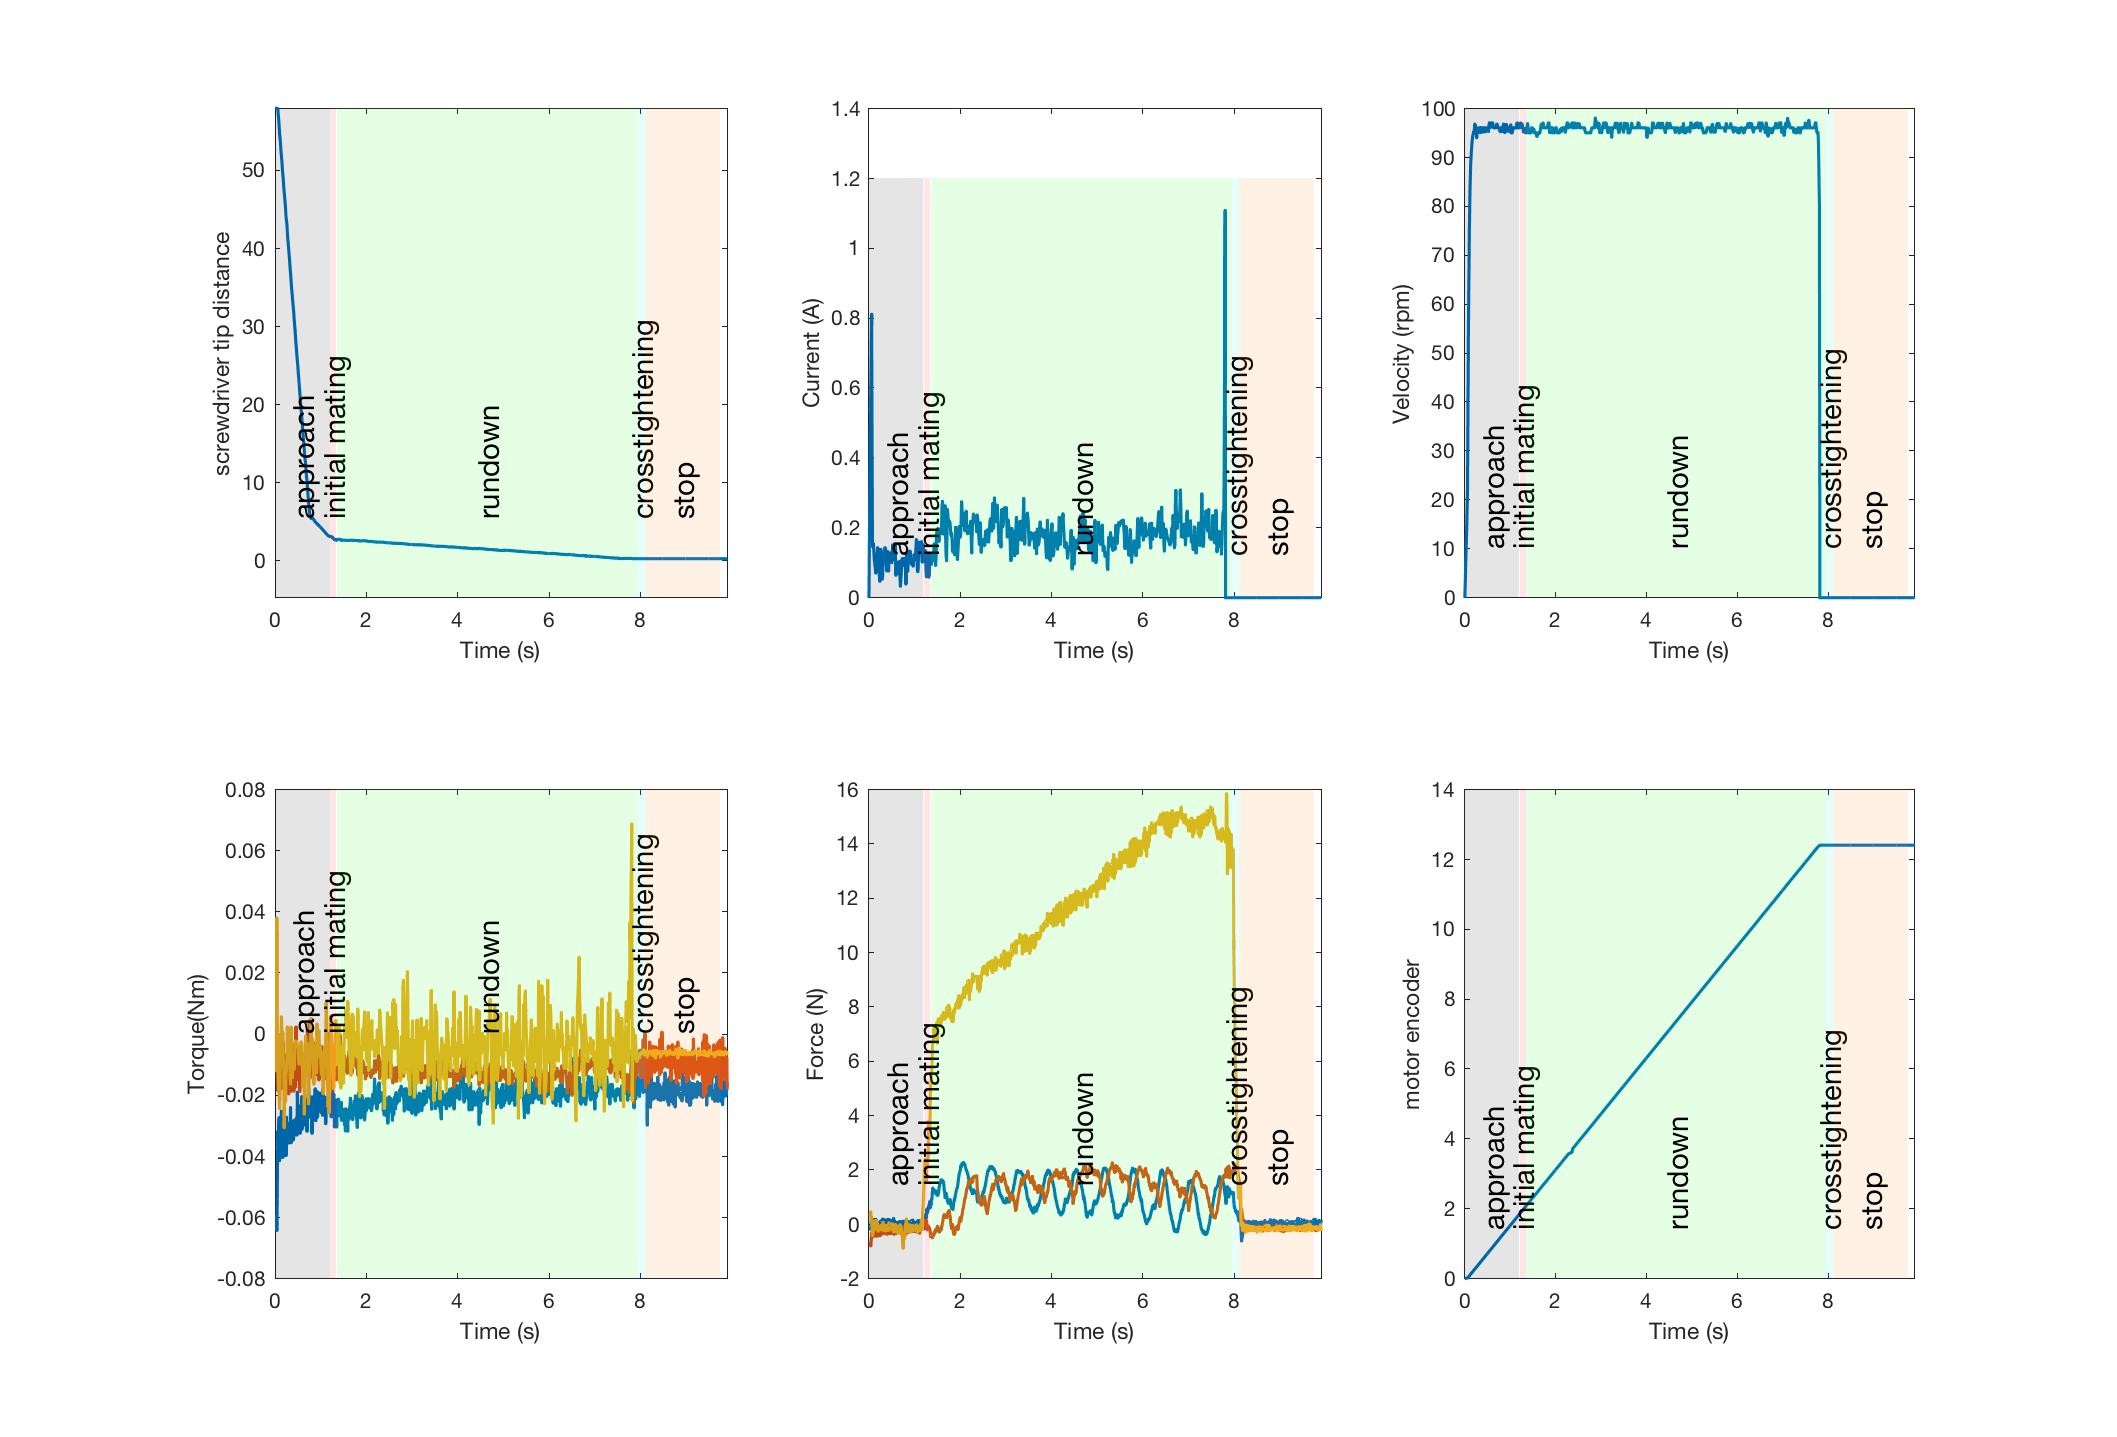 screwdriver tip distance
50
40
30
20
10
0
approach
initial mating
rundown
crosstightening
stop
0 2 4 6 8
Time (s)
Current (A)
1.4
1.2
1
0.8
0.6
0.4
0.2
0
approach
initial mating
rundown
crosstightening
stop
0 2 4 6 8
Time (s)
Velocity (rpm)
100
90
80
70
60
50
40
30
20
10
0
approach
initial mating
rundown
crosstightening
stop
0 2 4 6 8
Time (s)
Torque(Nm)
0.08
0.06
0.04
0.02
0
-0.02
-0.04
-0.06
-0.08
approach
initial mating
rundown
crosstightening
stop
0 2 4 6 8
Time (s)
Force (N)
16
14
12
10
8
6
4
2
0
-2
approach
initial mating
rundown
crosstightening
stop
0 2 4 6 8
Time (s)
motor encoder
14
12
10
8
6
4
2
0
approach
initial mating
rundown
crosstightening
stop
0 2 4 6 8
Time (s)